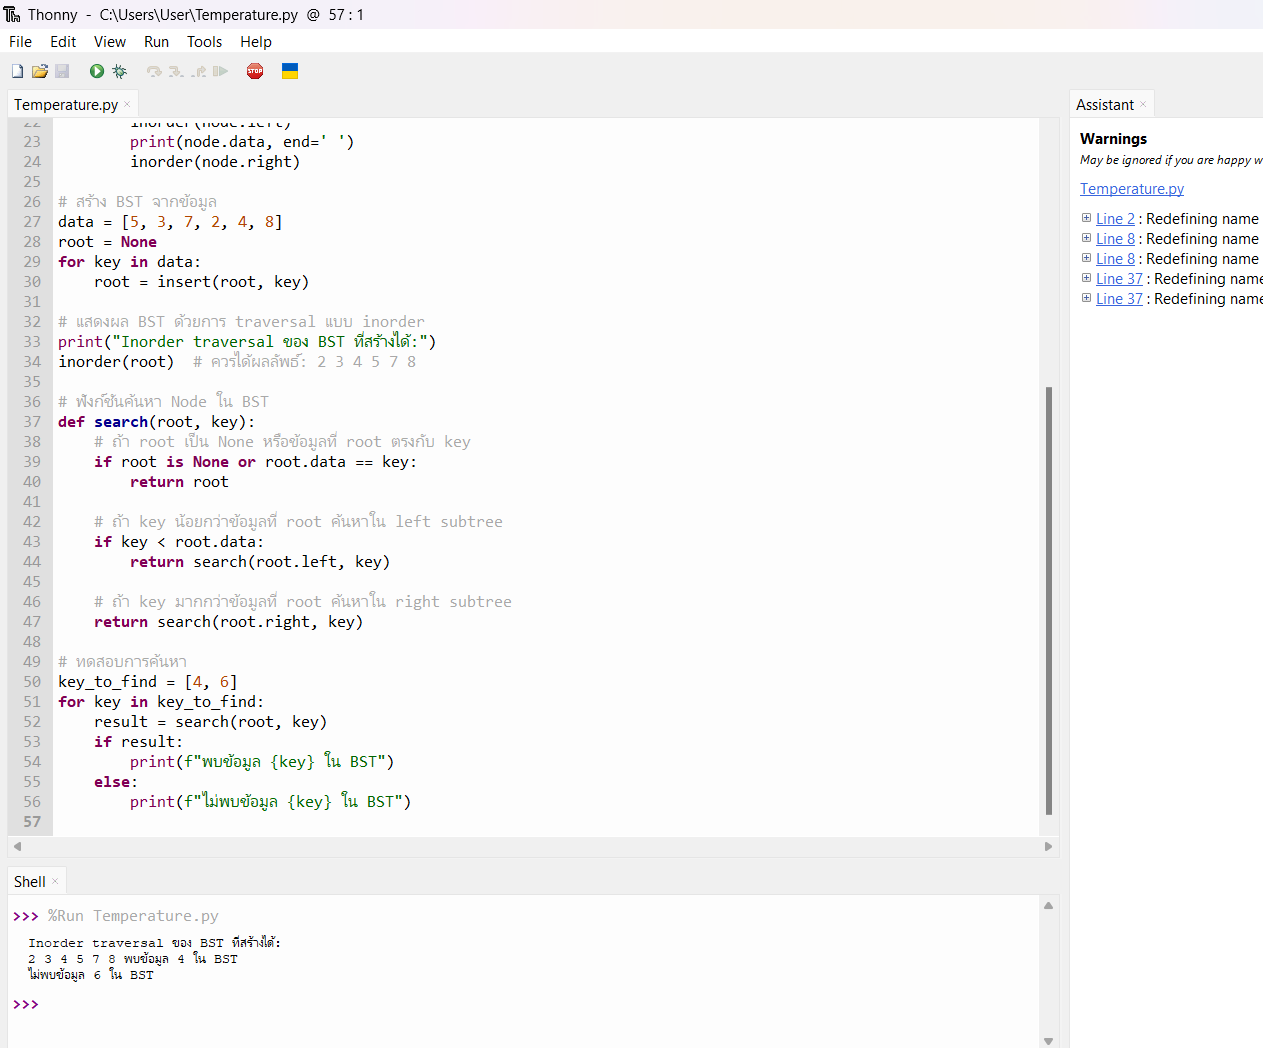 Thonny - C:\Users\User\Temperature.py @ 57 : 1
File Edit View Run Tools Help
STOP
Temperature.py ×
22 inorder(node.left)
23 print(node.data, end=' ')
24 inorder(node.right)
25
26 # สร้าง BST จากข้อมูล
27 data = [5, 3, 7, 2, 4, 8]
28 root = None
29 for key in data:
30 root = insert(root, key)
31
32 # แสดงผล BST ด้วยการ traversal แบบ inorder
33 print("Inorder traversal ของ BST ที่สร้างได้:")
34 inorder(root) # ควรได้ผลลัพธ์: 2 3 4 5 7 8
35
36 # ฟังก์ชันค้นหา Node ใน BST
37 def search(root, key):
38 # ถ้า root เป็น None หรือข้อมูลที่ root ตรงกับ key
39 if root is None or root.data == key:
40 return root
41
42 # ถ้า key น้อยกว่าข้อมูลที่ root ค้นหาใน left subtree
43 if key < root.data:
44 return search(root.left, key)
45
46 # ถ้า key มากกว่าข้อมูลที่ root ค้นหาใน right subtree
47 return search(root.right, key)
48
49 # ทดสอบการค้นหา
50 key_to_find = [4, 6]
51 for key in key_to_find:
52 result = search(root, key)
53 if result:
54 print(f"พบข้อมูล {key} ใน BST")
55 else:
56 print(f"ไม่พบข้อมูล {key} ใน BST")
57
Shell ×
>>> %Run Temperature.py
Inorder traversal ของ BST ที่สร้างได้:
2 3 4 5 7 8 พบข้อมูล 4 ใน BST
ไม่พบข้อมูล 6 ใน BST
>>>
Assistant ×
Warnings
May be ignored if you are happy w
Temperature.py
Line 2 : Redefining name
Line 8 : Redefining name
Line 8 : Redefining name
Line 37 : Redefining name
Line 37 : Redefining name